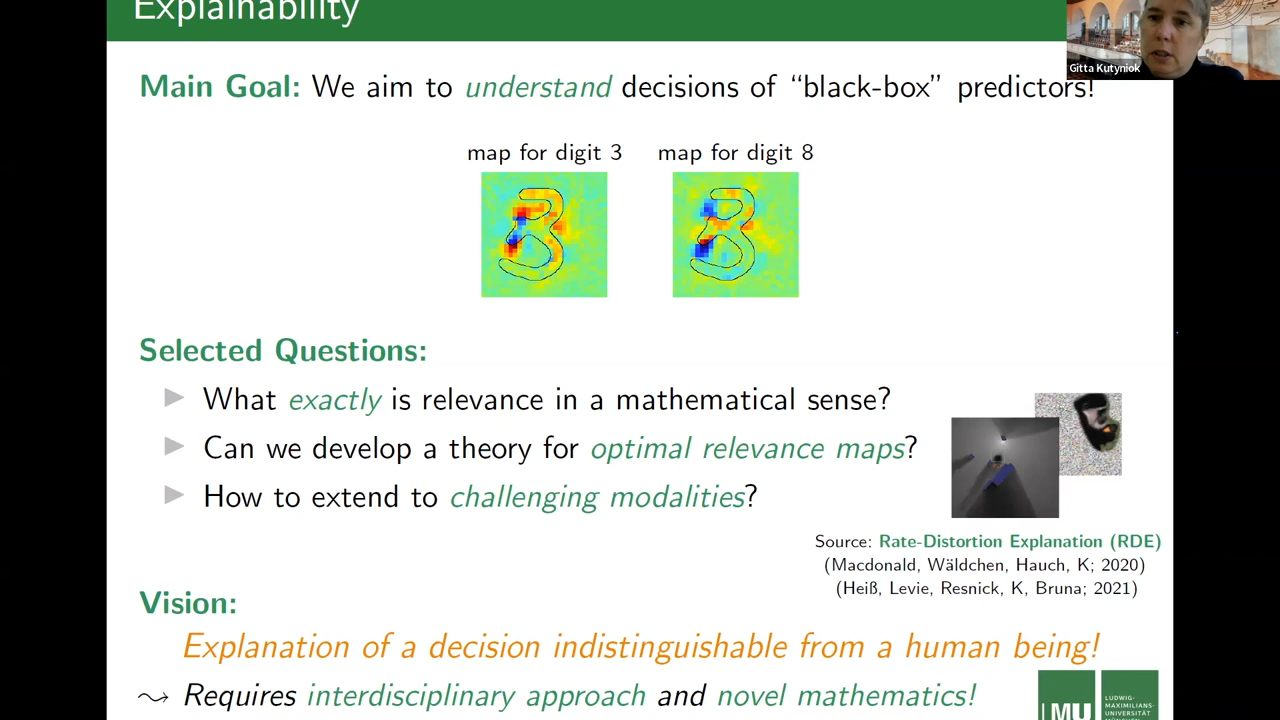 Explainability
Gitta Kutyniok
Main Goal: We aim to understand decisions of “black-box” predictors!
map for digit 3 map for digit 8
Selected Questions:
What exactly is relevance in a mathematical sense?
Can we develop a theory for optimal relevance maps?
How to extend to challenging modalities?
Source: Rate-Distortion Explanation (RDE)
(Macdonald, Wäldchen, Hauch, K; 2020)
(Heiß, Levie, Resnick, K, Bruna; 2021)
Vision:
Explanation of a decision indistinguishable from a human being!
⤳ Requires interdisciplinary approach and novel mathematics!
LMU
LUDWIG-
MAXIMILIANS-
UNIVERSITÄT